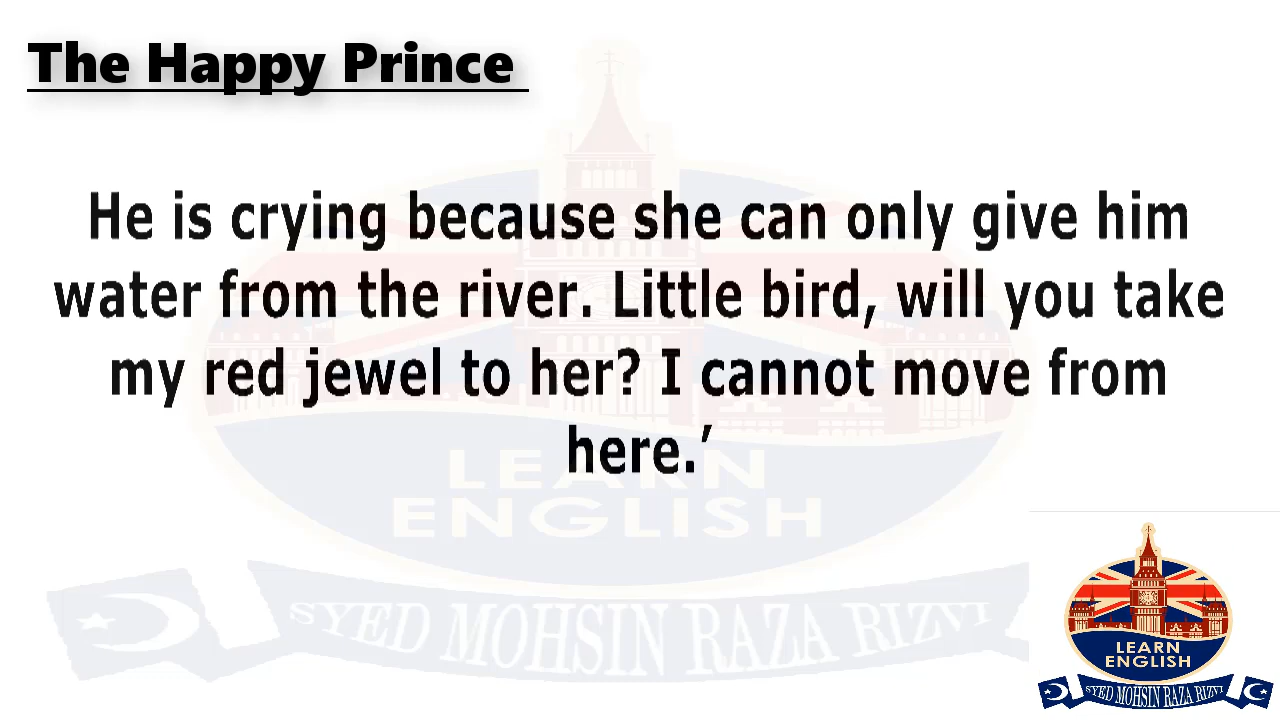 The Happy Prince
He is crying because she can only give him
water from the river. Little bird, will you take
my red jewel to her? I cannot move from
here.’
LEARN
ENGLISH
SYED MOHSIN RAZA RIZVI
LEARN
ENGLISH
SYED MOHSIN RAZA RIZVI